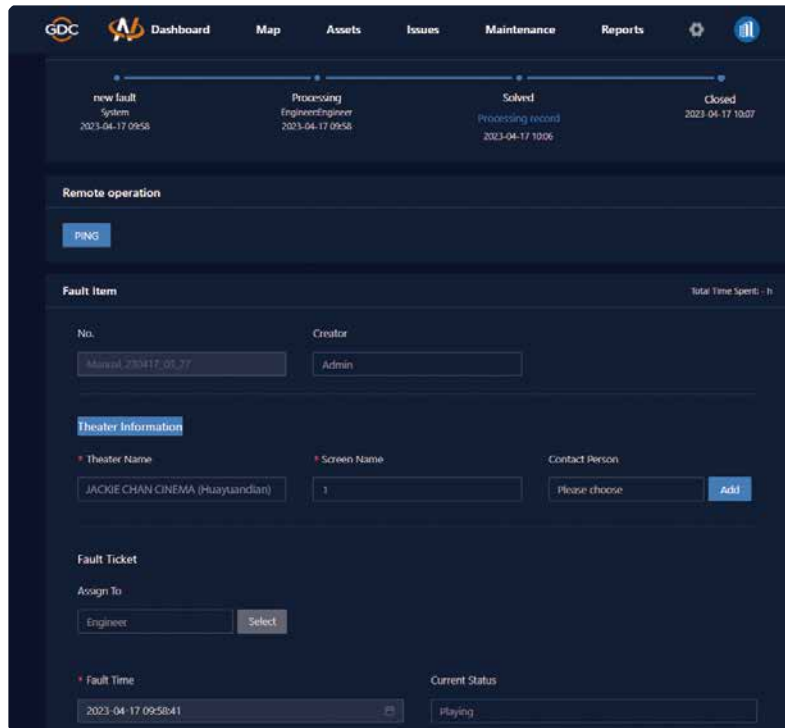 GDC Dashboard Map Assets Issues Maintenance Reports
new fault Processing Solved Closed
System EngineerEngineer Processing record 2023-04-17 10:07
2023-04-17 09:58 2023-04-17 09:58 2023-04-17 10:06
Remote operation
PING
Fault Item Total Time Spent: - h
No. Creator
Admin
Theater Information
* Theater Name * Screen Name Contact Person
JACKIE CHAN CINEMA (Huayuandian) 1 Please choose Add
Fault Ticket
Assign To
Engineer Select
* Fault Time Current Status
2023-04-17 09:58:41 Playing